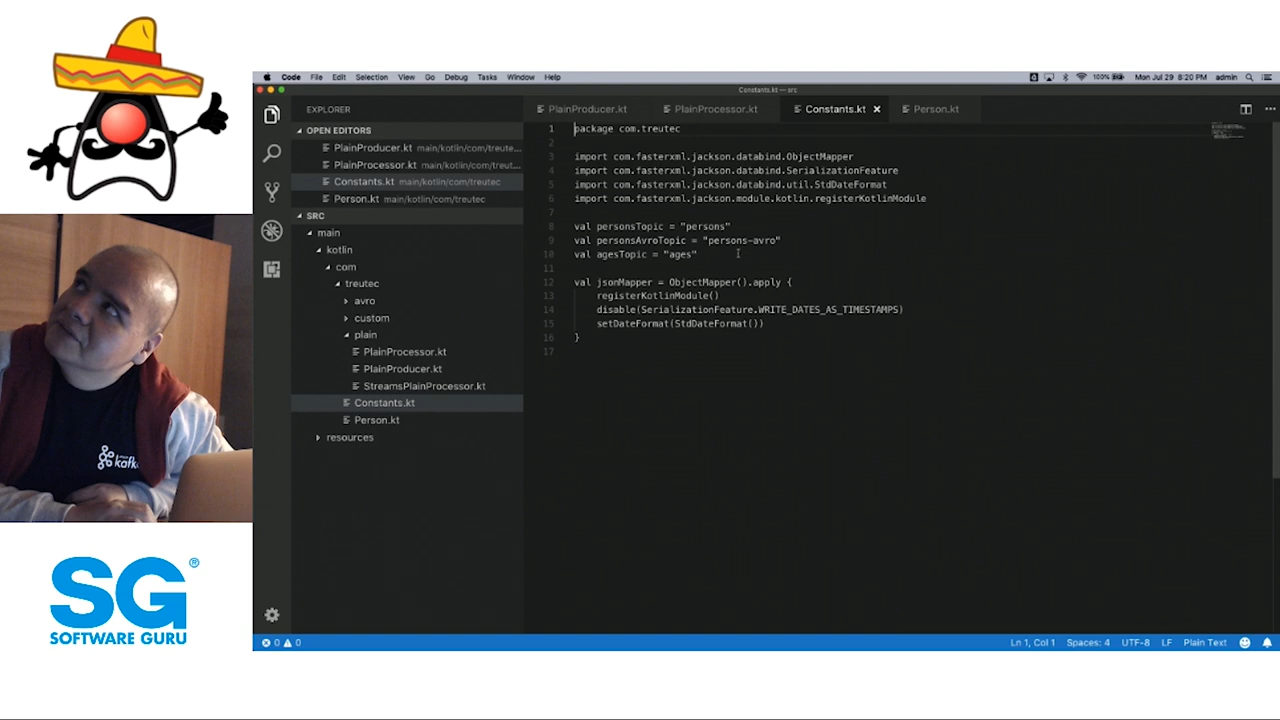 Code File Edit Selection View Go Debug Tasks Window Help
100% Mon Jul 29 8:20 PM admin
Constants.kt — src
EXPLORER
OPEN EDITORS
PlainProducer.kt main/kotlin/com/treute...
PlainProcessor.kt main/kotlin/com/treut...
Constants.kt main/kotlin/com/treutec
Person.kt main/kotlin/com/treutec
SRC
main
kotlin
com
treutec
avro
custom
plain
PlainProcessor.kt
PlainProducer.kt
StreamsPlainProcessor.kt
Constants.kt
Person.kt
resources
PlainProducer.kt PlainProcessor.kt Constants.kt Person.kt
1 package com.treutec
2
3 import com.fasterxml.jackson.databind.ObjectMapper
4 import com.fasterxml.jackson.databind.SerializationFeature
5 import com.fasterxml.jackson.databind.util.StdDateFormat
6 import com.fasterxml.jackson.module.kotlin.registerKotlinModule
7
8 val personsTopic = "persons"
9 val personsAvroTopic = "persons-avro"
10 val agesTopic = "ages"
11
12 val jsonMapper = ObjectMapper().apply {
13 registerKotlinModule()
14 disable(SerializationFeature.WRITE_DATES_AS_TIMESTAMPS)
15 setDateFormat(StdDateFormat())
16 }
17
0 0
Ln 1, Col 1 Spaces: 4 UTF-8 LF Plain Text
SG®
SOFTWARE GURU